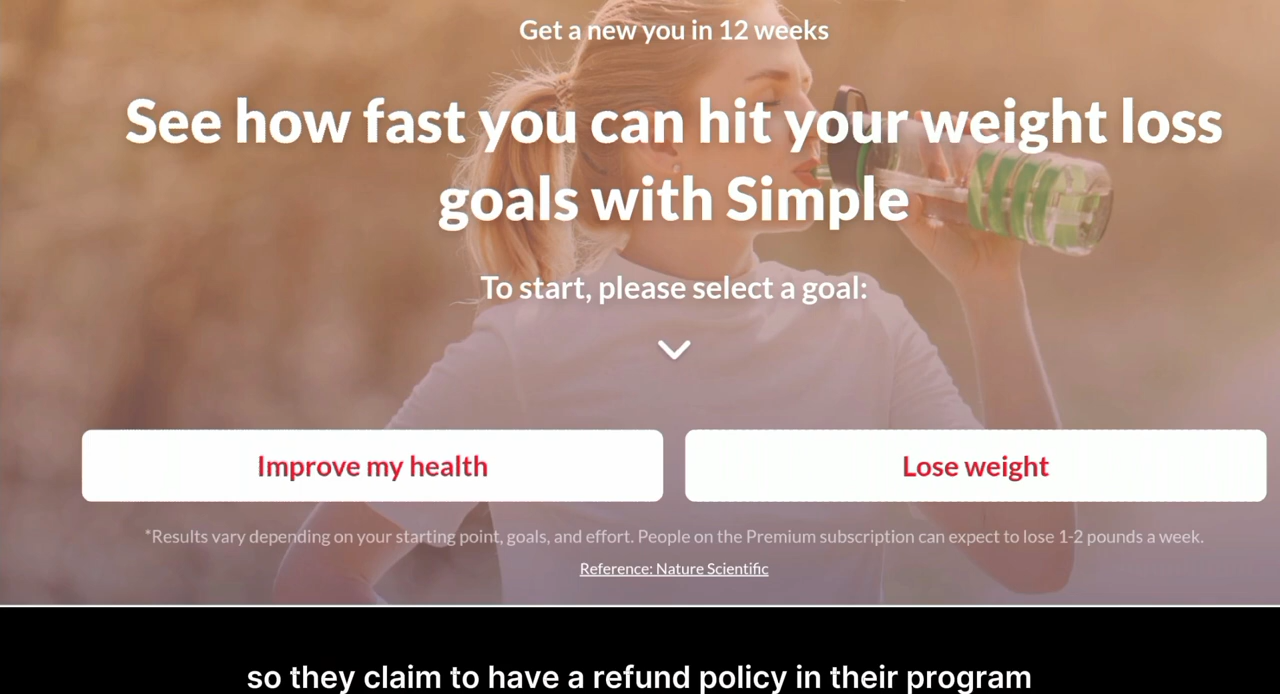 Get a new you in 12 weeks
See how fast you can hit your weight loss
goals with Simple
To start, please select a goal:
Improve my health
Lose weight
*Results vary depending on your starting point, goals, and effort. People on the Premium subscription can expect to lose 1-2 pounds a week.
Reference: Nature Scientific
so they claim to have a refund policy in their program